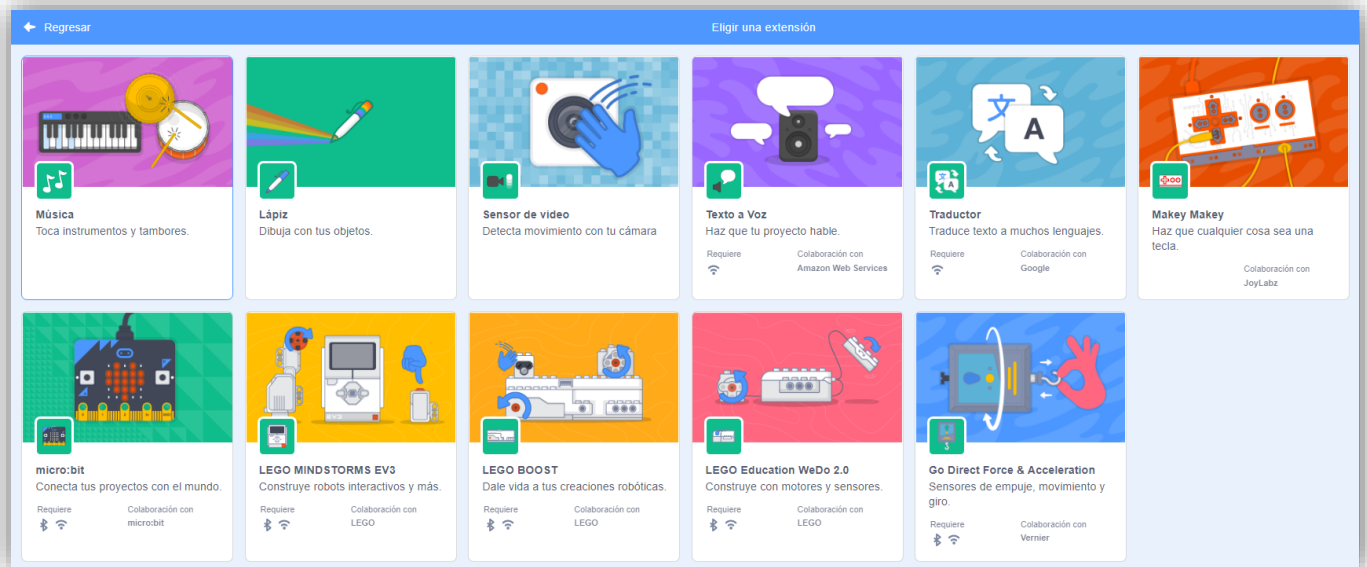 Regresar
Eligir una extensión
Música
Toca instrumentos y tambores.
Lápiz
Dibuja con tus objetos.
Sensor de video
Detecta movimiento con tu cámara
Texto a Voz
Haz que tu proyecto hable.
Requiere
Colaboración con
Amazon Web Services
文 A
Traductor
Traduce texto a muchos lenguajes.
Requiere
Colaboración con
Google
Makey Makey
Haz que cualquier cosa sea una
tecla.
Colaboración con
JoyLabz
micro:bit
Conecta tus proyectos con el mundo.
Requiere
Colaboración con
micro:bit
EV3
LEGO MINDSTORMS EV3
Construye robots interactivos y más.
Requiere
Colaboración con
LEGO
LEGO BOOST
Dale vida a tus creaciones robóticas.
Requiere
Colaboración con
LEGO
LEGO Education WeDo 2.0
Construye con motores y sensores.
Requiere
Colaboración con
LEGO
Go Direct Force & Acceleration
Sensores de empuje, movimiento y
giro.
Requiere
Colaboración con
Vernier